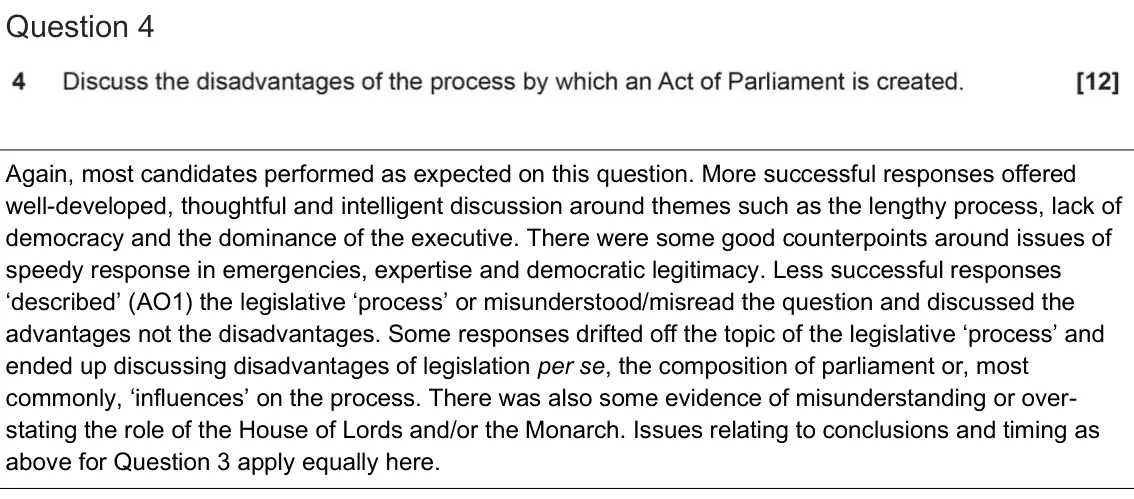 Question 4
4 Discuss the disadvantages of the process by which an Act of Parliament is created. [12]
Again, most candidates performed as expected on this question. More successful responses offered
well-developed, thoughtful and intelligent discussion around themes such as the lengthy process, lack of
democracy and the dominance of the executive. There were some good counterpoints around issues of
speedy response in emergencies, expertise and democratic legitimacy. Less successful responses
‘described’ (AO1) the legislative ‘process’ or misunderstood/misread the question and discussed the
advantages not the disadvantages. Some responses drifted off the topic of the legislative ‘process’ and
ended up discussing disadvantages of legislation per se, the composition of parliament or, most
commonly, ‘influences’ on the process. There was also some evidence of misunderstanding or over-
stating the role of the House of Lords and/or the Monarch. Issues relating to conclusions and timing as
above for Question 3 apply equally here.